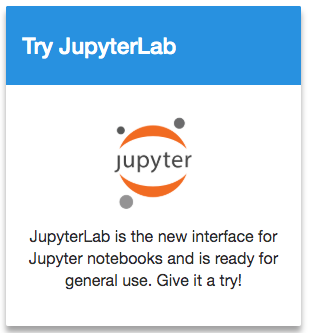 Try JupyterLab
jupyter
JupyterLab is the new interface for
Jupyter notebooks and is ready for
general use. Give it a try!